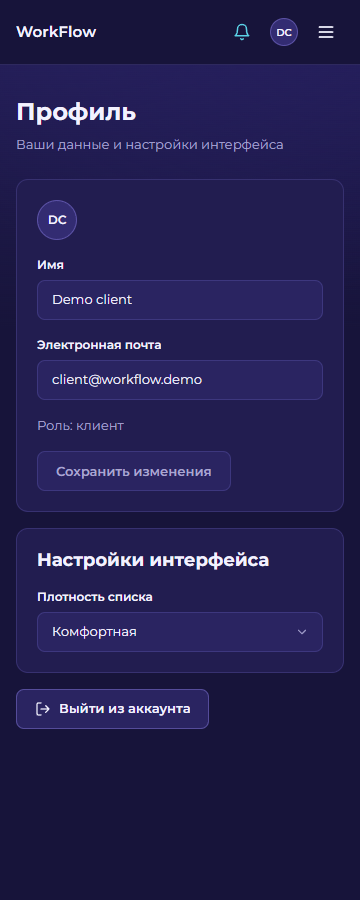 WorkFlow
DC
Профиль
Ваши данные и настройки интерфейса
DC
Имя
Demo client
Электронная почта
client@workflow.demo
Роль: клиент
Сохранить изменения
Настройки интерфейса
Плотность списка
Комфортная
Выйти из аккаунта